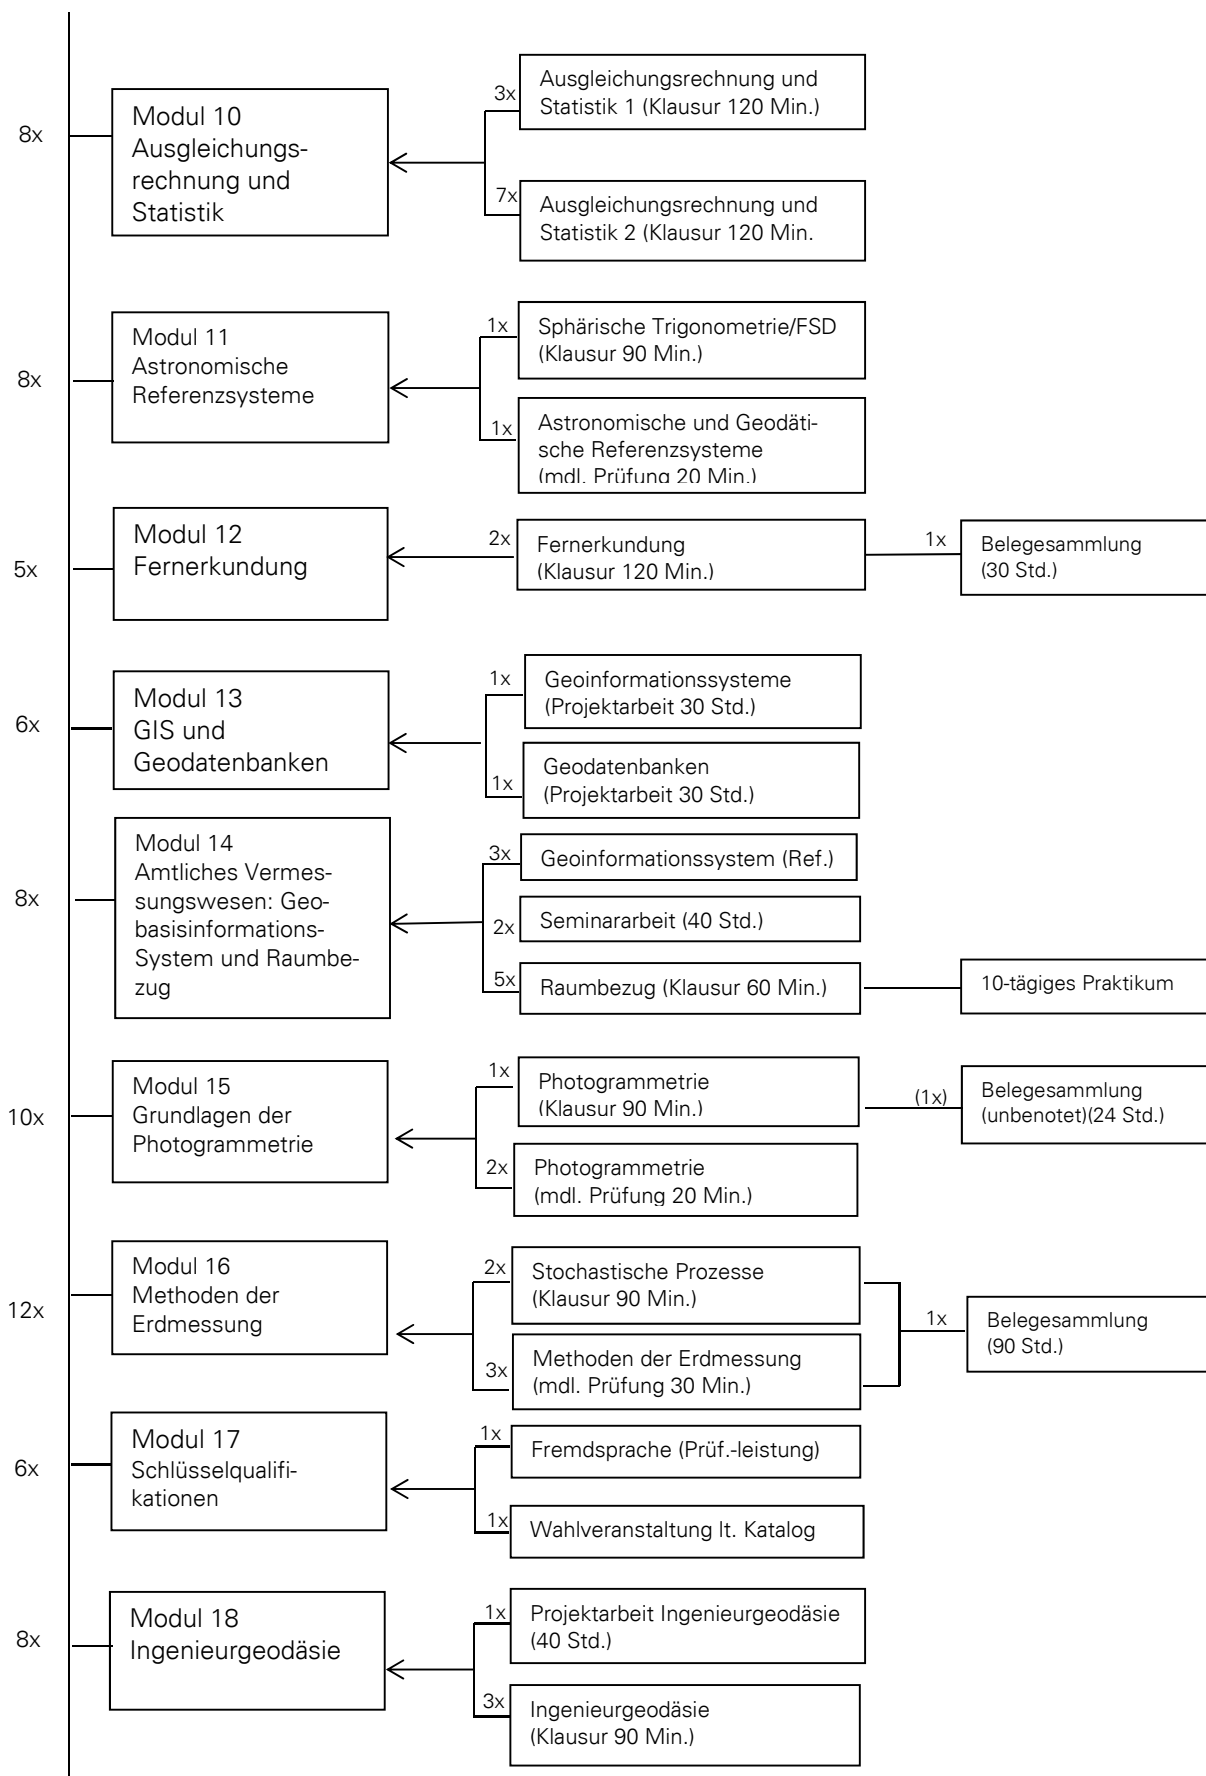 8x
Modul 10
Ausgleichungs-
rechnung und
Statistik
3x
Ausgleichungsrechnung und
Statistik 1 (Klausur 120 Min.)
7x
Ausgleichungsrechnung und
Statistik 2 (Klausur 120 Min.
8x
Modul 11
Astronomische
Referenzsysteme
1x
Sphärische Trigonometrie/FSD
(Klausur 90 Min.)
1x
Astronomische und Geodäti-
sche Referenzsysteme
(mdl. Prüfung 20 Min.)
5x
Modul 12
Fernerkundung
2x
Fernerkundung
(Klausur 120 Min.)
1x
Belegesammlung
(30 Std.)
6x
Modul 13
GIS und
Geodatenbanken
1x
Geoinformationssysteme
(Projektarbeit 30 Std.)
1x
Geodatenbanken
(Projektarbeit 30 Std.)
8x
Modul 14
Amtliches Vermes-
sungswesen: Geo-
basisinformations-
System und Raumbe-
zug
3x
Geoinformationssystem (Ref.)
2x
Seminararbeit (40 Std.)
5x
Raumbezug (Klausur 60 Min.)
10-tägiges Praktikum
10x
Modul 15
Grundlagen der
Photogrammetrie
1x
Photogrammetrie
(Klausur 90 Min.)
(1x)
Belegesammlung
(unbenotet)(24 Std.)
2x
Photogrammetrie
(mdl. Prüfung 20 Min.)
12x
Modul 16
Methoden der
Erdmessung
2x
Stochastische Prozesse
(Klausur 90 Min.)
3x
Methoden der Erdmessung
(mdl. Prüfung 30 Min.)
1x
Belegesammlung
(90 Std.)
6x
Modul 17
Schlüsselqualifi-
kationen
1x
Fremdsprache (Prüf.-leistung)
1x
Wahlveranstaltung lt. Katalog
8x
Modul 18
Ingenieurgeodäsie
1x
Projektarbeit Ingenieurgeodäsie
(40 Std.)
3x
Ingenieurgeodäsie
(Klausur 90 Min.)